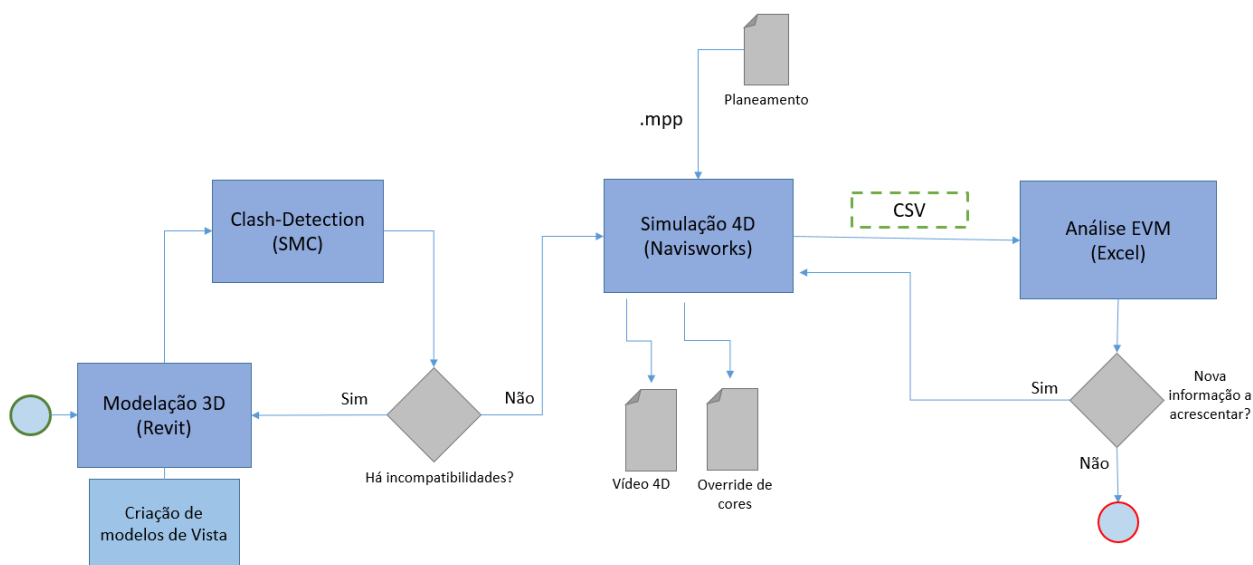 Planeamento
.mpp
Clash-Detection
(SMC)
Simulação 4D
(Navisworks)
CSV
Análise EVM
(Excel)
Modelação 3D
(Revit)
Sim
Não
Há incompatibilidades?
Criação de
modelos de Vista
Vídeo 4D
Override de
cores
Sim
Nova
informação a
acrescentar?
Não